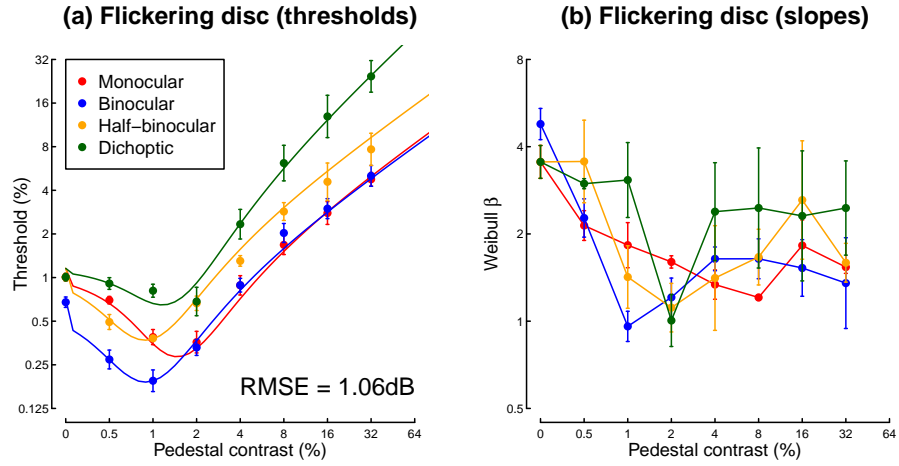 (a) Flickering disc (thresholds)
Threshold (%)
32
16
8
4
2
1
0.5
0.25
0.125
Monocular
Binocular
Half−binocular
Dichoptic
RMSE = 1.06dB
0 0.5 1 2 4 8 16 32 64
Pedestal contrast (%)
(b) Flickering disc (slopes)
Weibull β
8
4
2
1
0.5
0 0.5 1 2 4 8 16 32 64
Pedestal contrast (%)